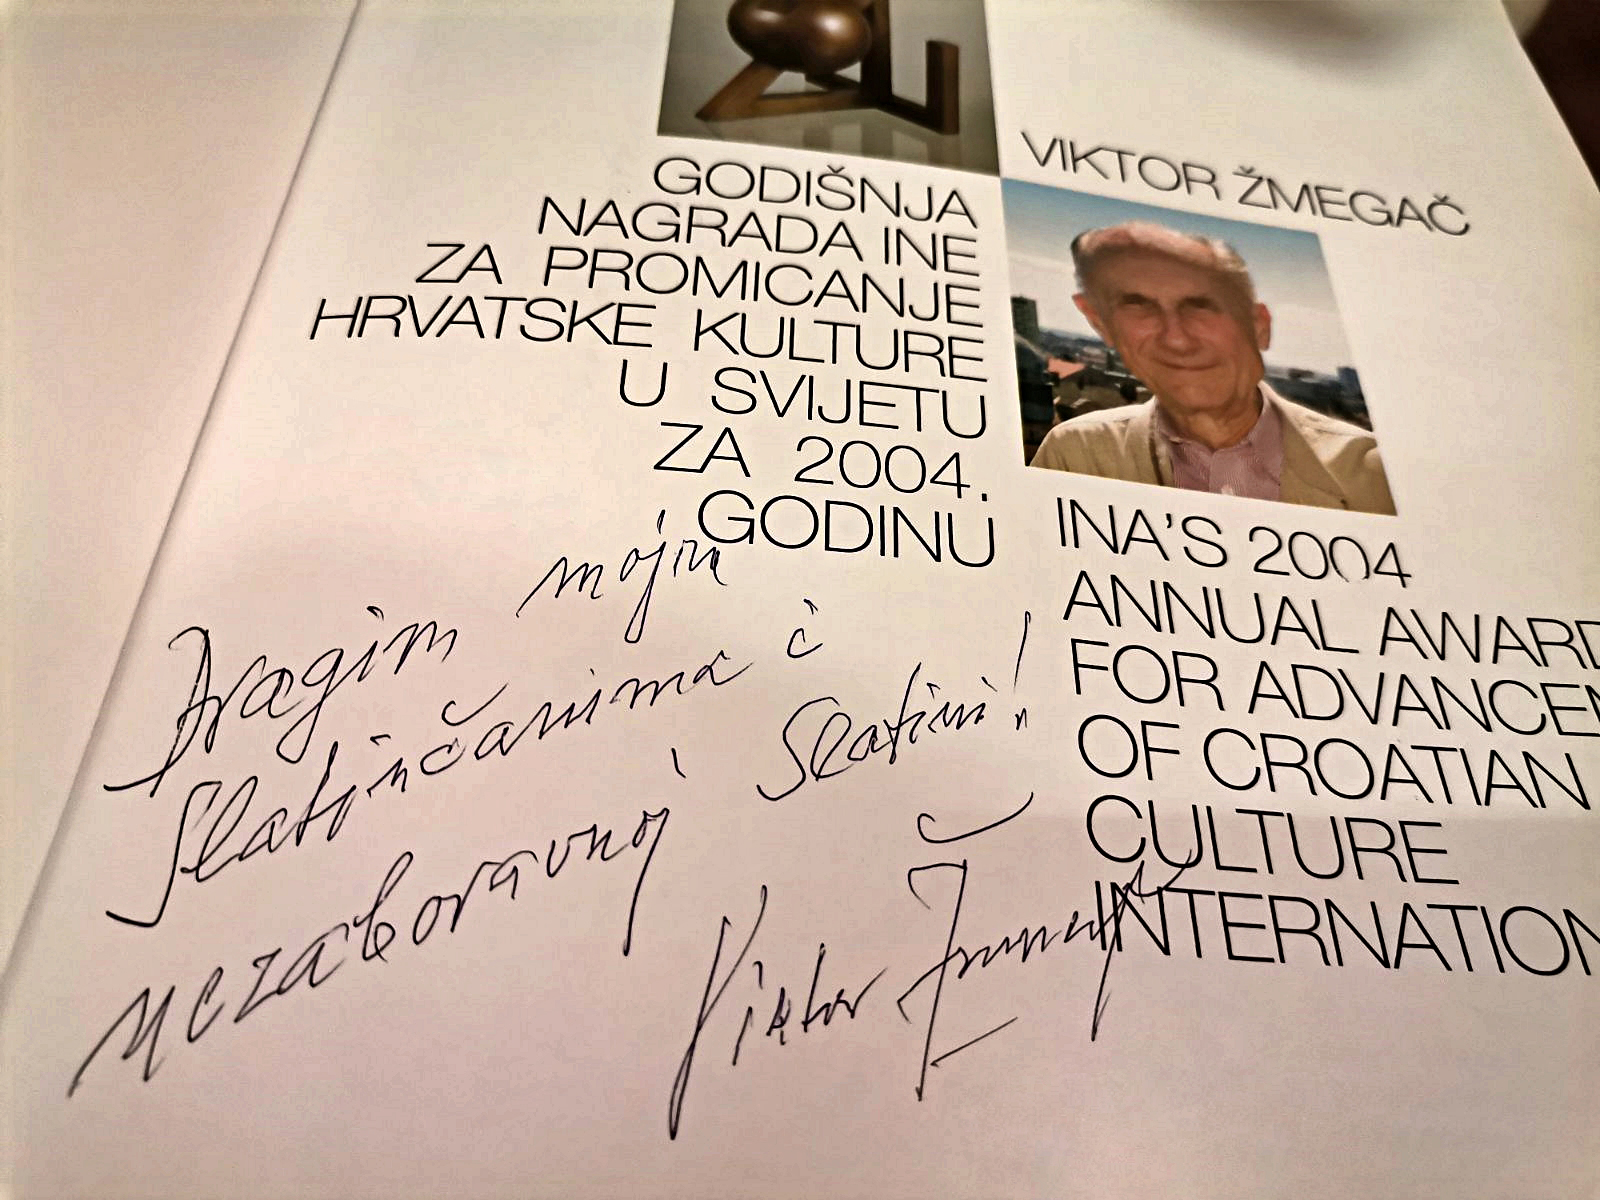 GODIŠNJA
NAGRADA INE
ZA PROMICANJE
HRVATSKE KULTURE
U SVIJETU
ZA 2004.
GODINU
VIKTOR ŽMEGAČ
INA'S 2004
ANNUAL AWARD
FOR ADVANCEM
OF CROATIAN
CULTURE
INTERNATION
Dragim mojim
Slatinčanima i
nezaboravnoj Slatini!
Viktor Žmegač